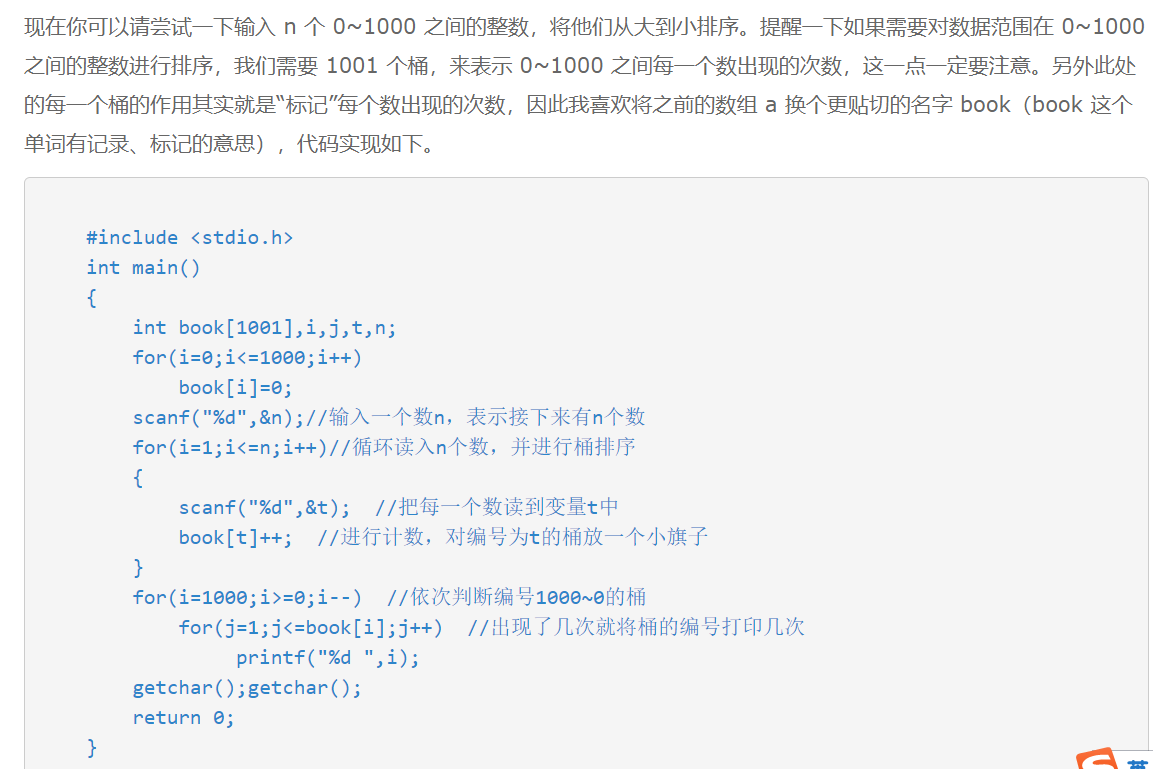 现在你可以请尝试一下输入 n 个 0~1000 之间的整数，将他们从大到小排序。提醒一下如果需要对数据范围在 0~1000
之间的整数进行排序，我们需要 1001 个桶，来表示 0~1000 之间每一个数出现的次数，这一点一定要注意。另外此处
的每一个桶的作用其实就是“标记”每个数出现的次数，因此我喜欢将之前的数组 a 换个更贴切的名字 book（book 这个
单词有记录、标记的意思），代码实现如下。
#include <stdio.h>
int main()
{
    int book[1001],i,j,t,n;
    for(i=0;i<=1000;i++)
        book[i]=0;
    scanf("%d",&n);//输入一个数n，表示接下来有n个数
    for(i=1;i<=n;i++)//循环读入n个数，并进行桶排序
    {
        scanf("%d",&t);  //把每一个数读到变量t中
        book[t]++;  //进行计数，对编号为t的桶放一个小旗子
    }
    for(i=1000;i>=0;i--)  //依次判断编号1000~0的桶
        for(j=1;j<=book[i];j++)  //出现了几次就将桶的编号打印几次
             printf("%d ",i);
    getchar();getchar();
    return 0;
}